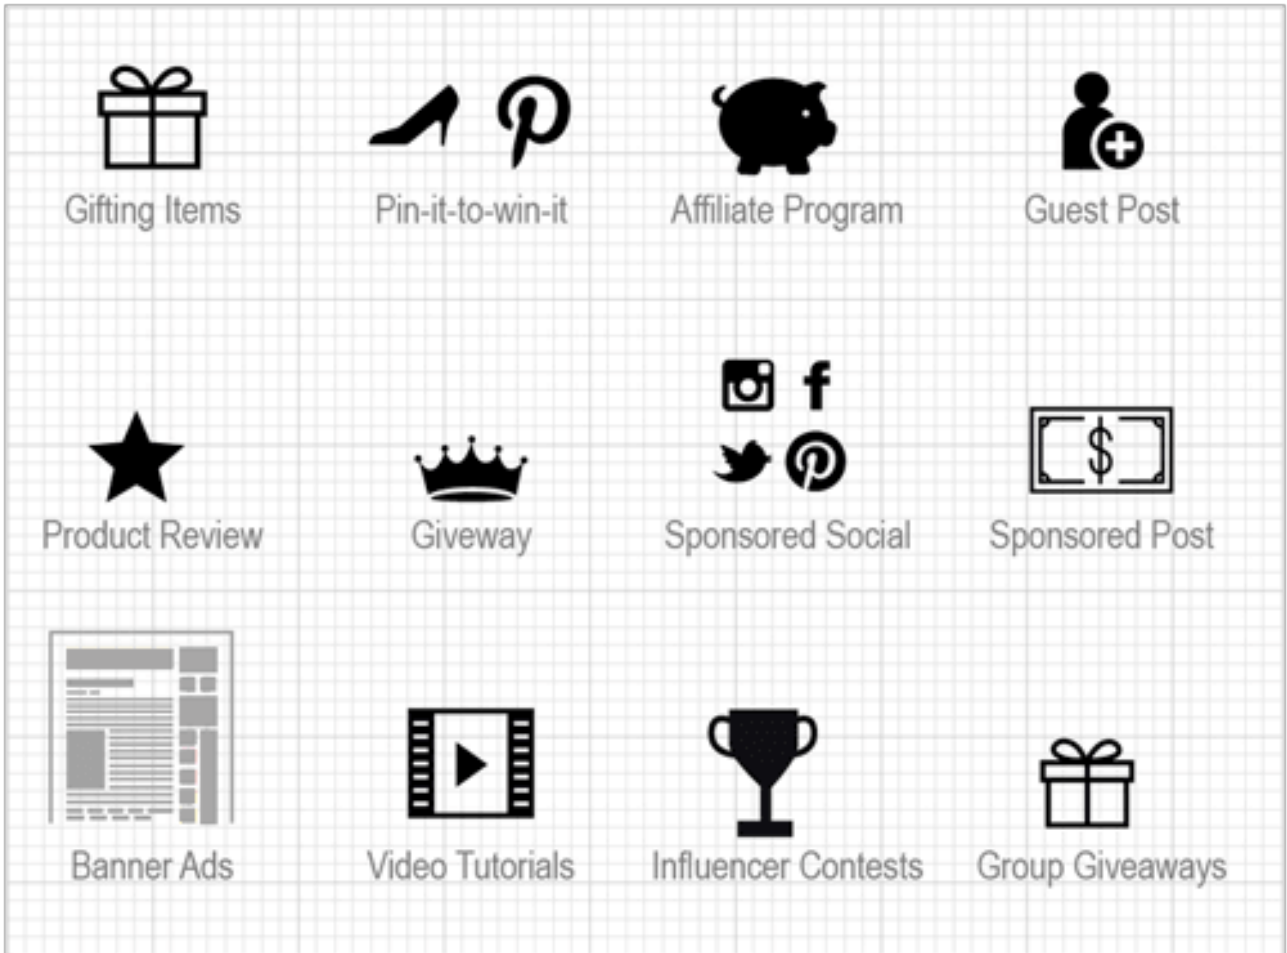 Gifting Items
Pin-it-to-win-it
Affiliate Program
Guest Post
Product Review
Giveway
Sponsored Social
Sponsored Post
Banner Ads
Video Tutorials
Influencer Contests
Group Giveaways